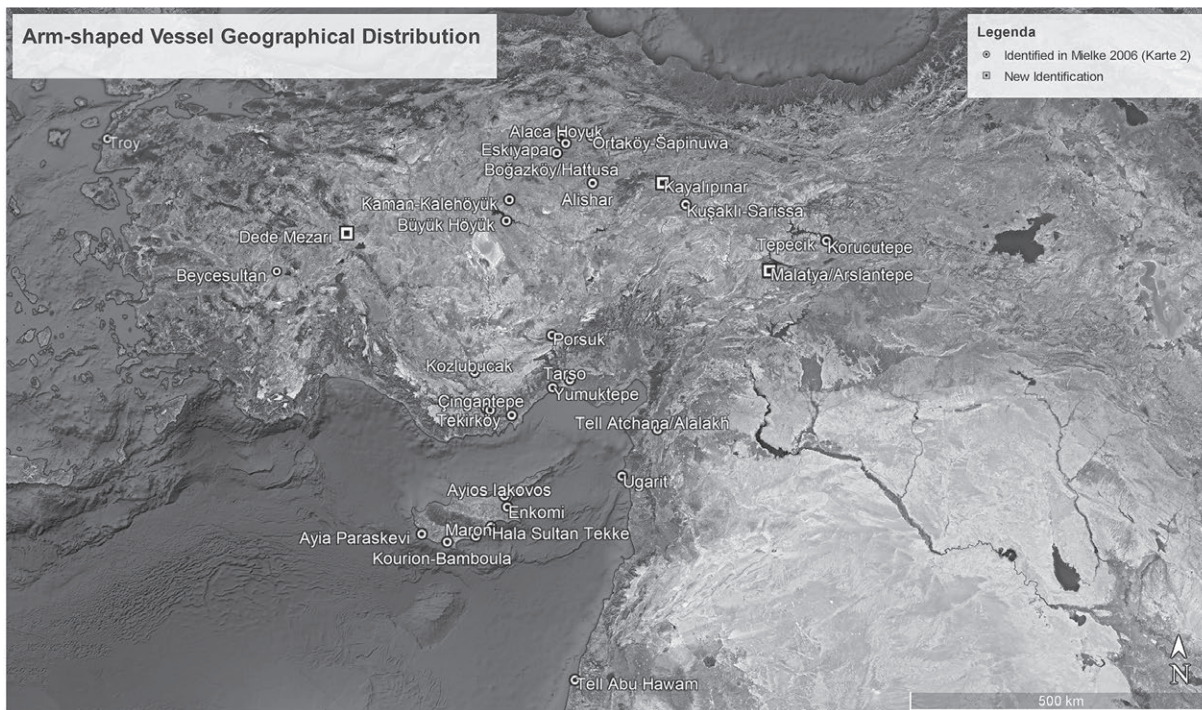 Arm-shaped Vessel Geographical Distribution
Legenda
Identified in Mielke 2006 (Karte 2)
New Identification
Troy
Alaca Hoyuk
Ortaköy-Šapinuwa
Eskiyapar
Boğazköy/Hattusa
Alishar
Kayalıpınar
Kaman-Kalehöyük
Kuşaklı-Sarissa
Büyük Höyük
Dede Mezarı
Tepecik
Korucutepe
Beycesultan
Malatya/Arslantepe
Porsuk
Kozlubucak
Tarso
Yumuktepe
Çingantepe
Tekirköy
Tell Atchana/Alalakh
Ugarit
Ayios Iakovos
Enkomi
Maroni
Hala Sultan Tekke
Ayia Paraskevi
Kourion-Bamboula
Tell Abu Hawam
N
500 km